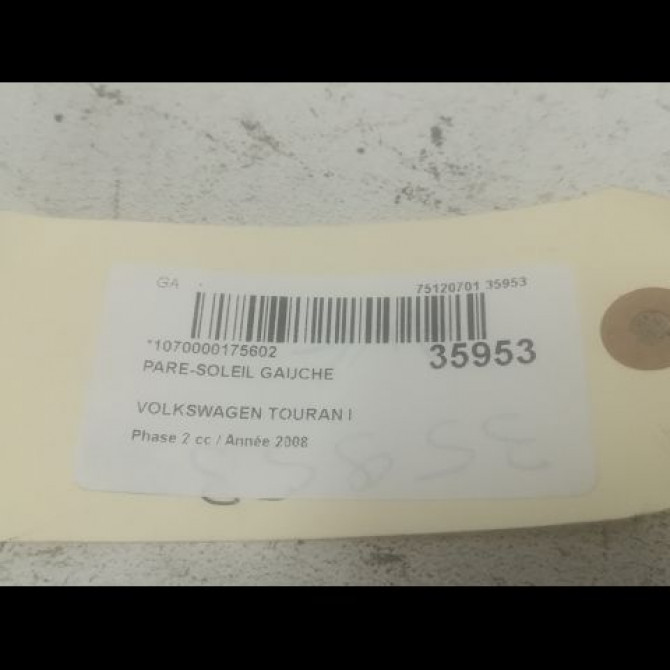 GA .
75120701 35953
*1070000175602
35953
PARE-SOLEIL GAUCHE
VOLKSWAGEN TOURAN I
Phase 2 cc / Année 2008